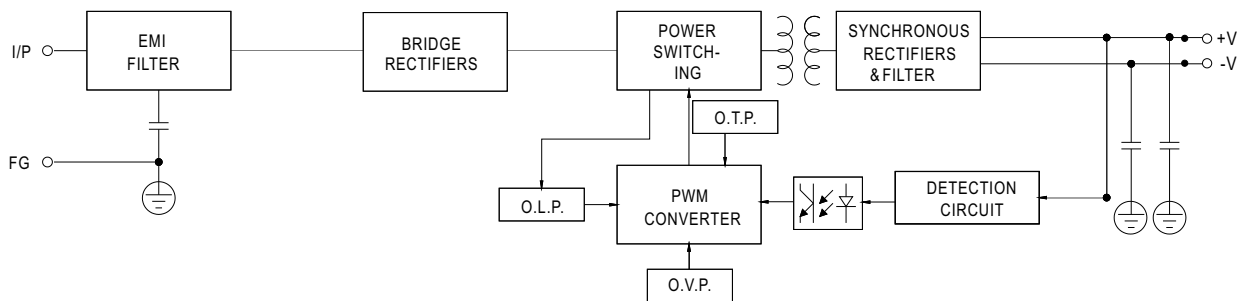 I/P
EMI
FILTER
BRIDGE
RECTIFIERS
POWER
SWITCH-
ING
SYNCHRONOUS
RECTIFIERS
& FILTER
+V
-V
O.T.P.
FG
O.L.P.
PWM
CONVERTER
DETECTION
CIRCUIT
O.V.P.